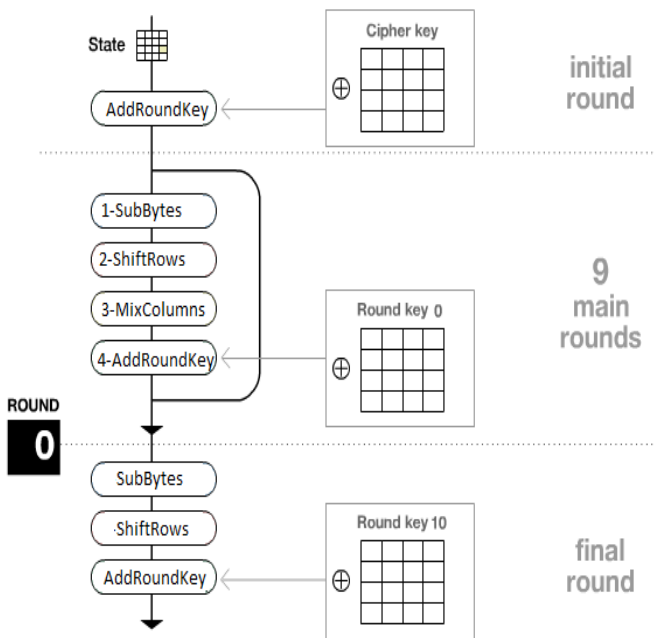 State
Cipher key
initial
round
AddRoundKey
1-SubBytes
2-ShiftRows
3-MixColumns
4-AddRoundKey
Round key 0
9
main
rounds
ROUND
0
SubBytes
-ShiftRows
AddRoundKey
Round key 10
final
round